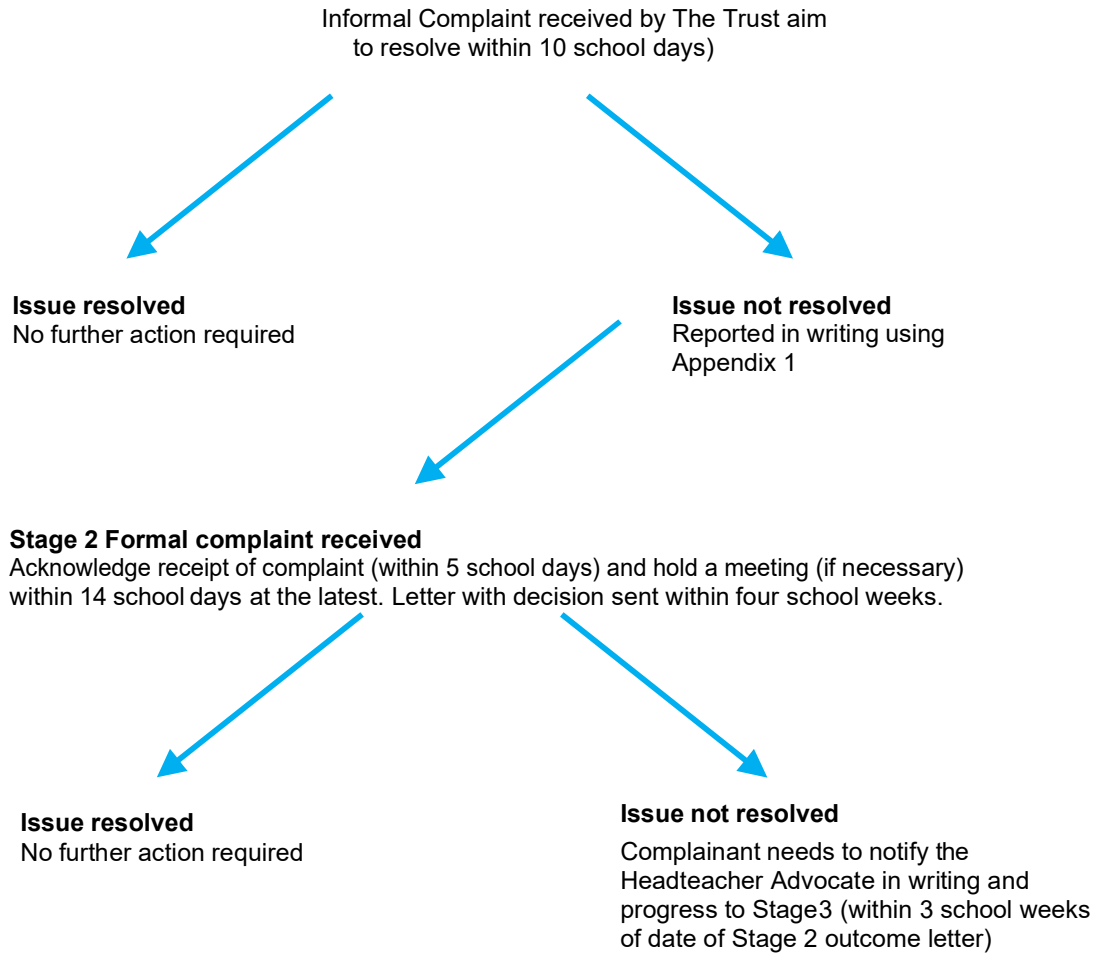 Informal Complaint received by The Trust aim
to resolve within 10 school days)
Issue resolved
No further action required
Issue not resolved
Reported in writing using
Appendix 1
Stage 2 Formal complaint received
Acknowledge receipt of complaint (within 5 school days) and hold a meeting (if necessary)
within 14 school days at the latest. Letter with decision sent within four school weeks.
Issue resolved
No further action required
Issue not resolved
Complainant needs to notify the
Headteacher Advocate in writing and
progress to Stage3 (within 3 school weeks
of date of Stage 2 outcome letter)